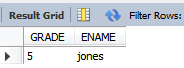 Result Grid Filter Rows:
GRADE ENAME
5 jones